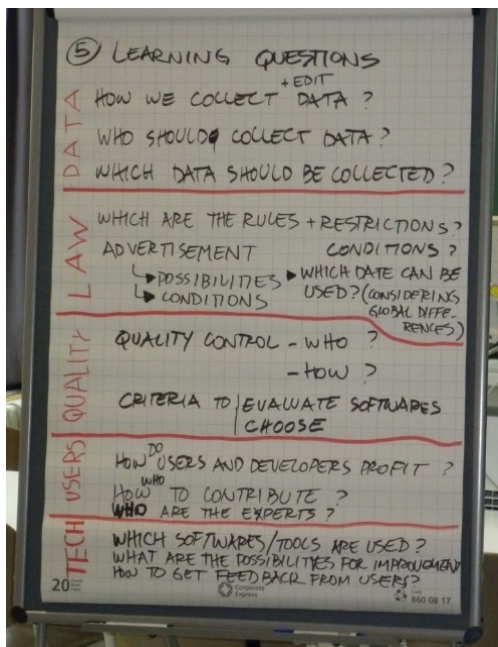 ⑤ LEARNING QUESTIONS
+ EDIT
HOW WE COLLECT DATA ?
WHO SHOULD COLLECT DATA?
WHICH DATA SHOULD BE COLLECTED?
DATA
WHICH ARE THE RULES + RESTRICTIONS?
ADVERTISEMENT
↳ POSSIBILITIES
↳ CONDITIONS
CONDITIONS ?
▶ WHICH DATE CAN BE
USED? (CONSIDERING
GLOBAL DIFFE-
RENCES)
LAW
QUALITY CONTROL - WHO ?
- HOW ?
CRITERIA TO | EVALUATE SOFTWARES
CHOOSE
QUALITY
HOW DO USERS AND DEVELOPERS PROFIT ?
HOW WHO TO CONTRIBUTE ?
WHO ARE THE EXPERTS ?
USERS
WHICH SOFTWARES/TOOLS ARE USED?
WHAT ARE THE POSSIBILITIES FOR IMPROVMENT
HOW TO GET FEEDBACK FROM USERS?
TECH
20
Corporate
Express
860 08 17